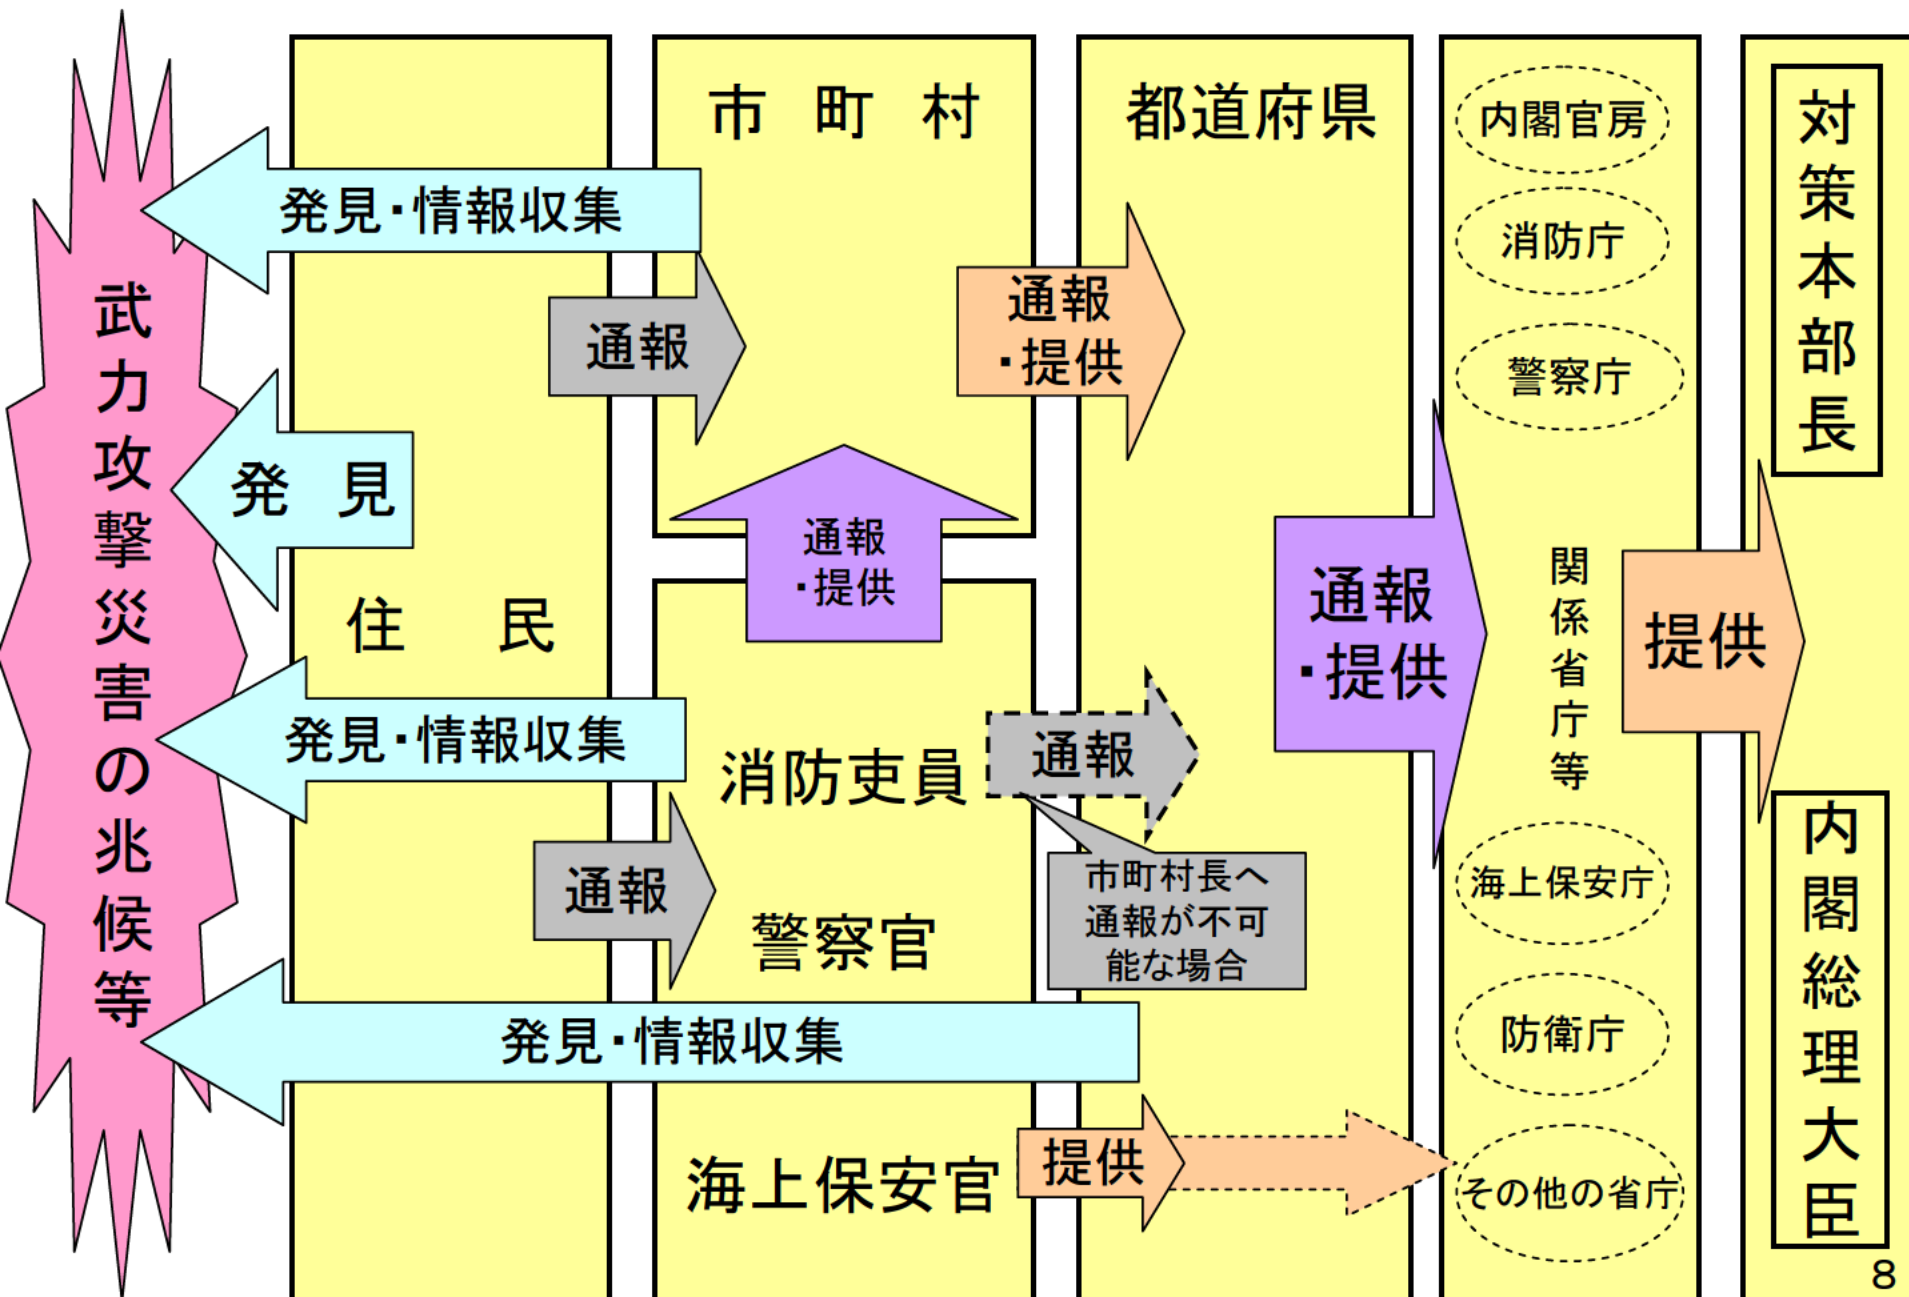 武力攻撃災害の兆候等
発見・情報収集
発　見
発見・情報収集
発見・情報収集
住　民
通報
通報
市　町　村
通報
・提供
通報
・提供
消防吏員
警察官
海上保安官
通報
市町村長へ
通報が不可
能な場合
提供
都道府県
通報
・提供
内閣官房
消防庁
警察庁
関係省庁等
海上保安庁
防衛庁
その他の省庁
提供
対策本部長
内閣総理大臣
8